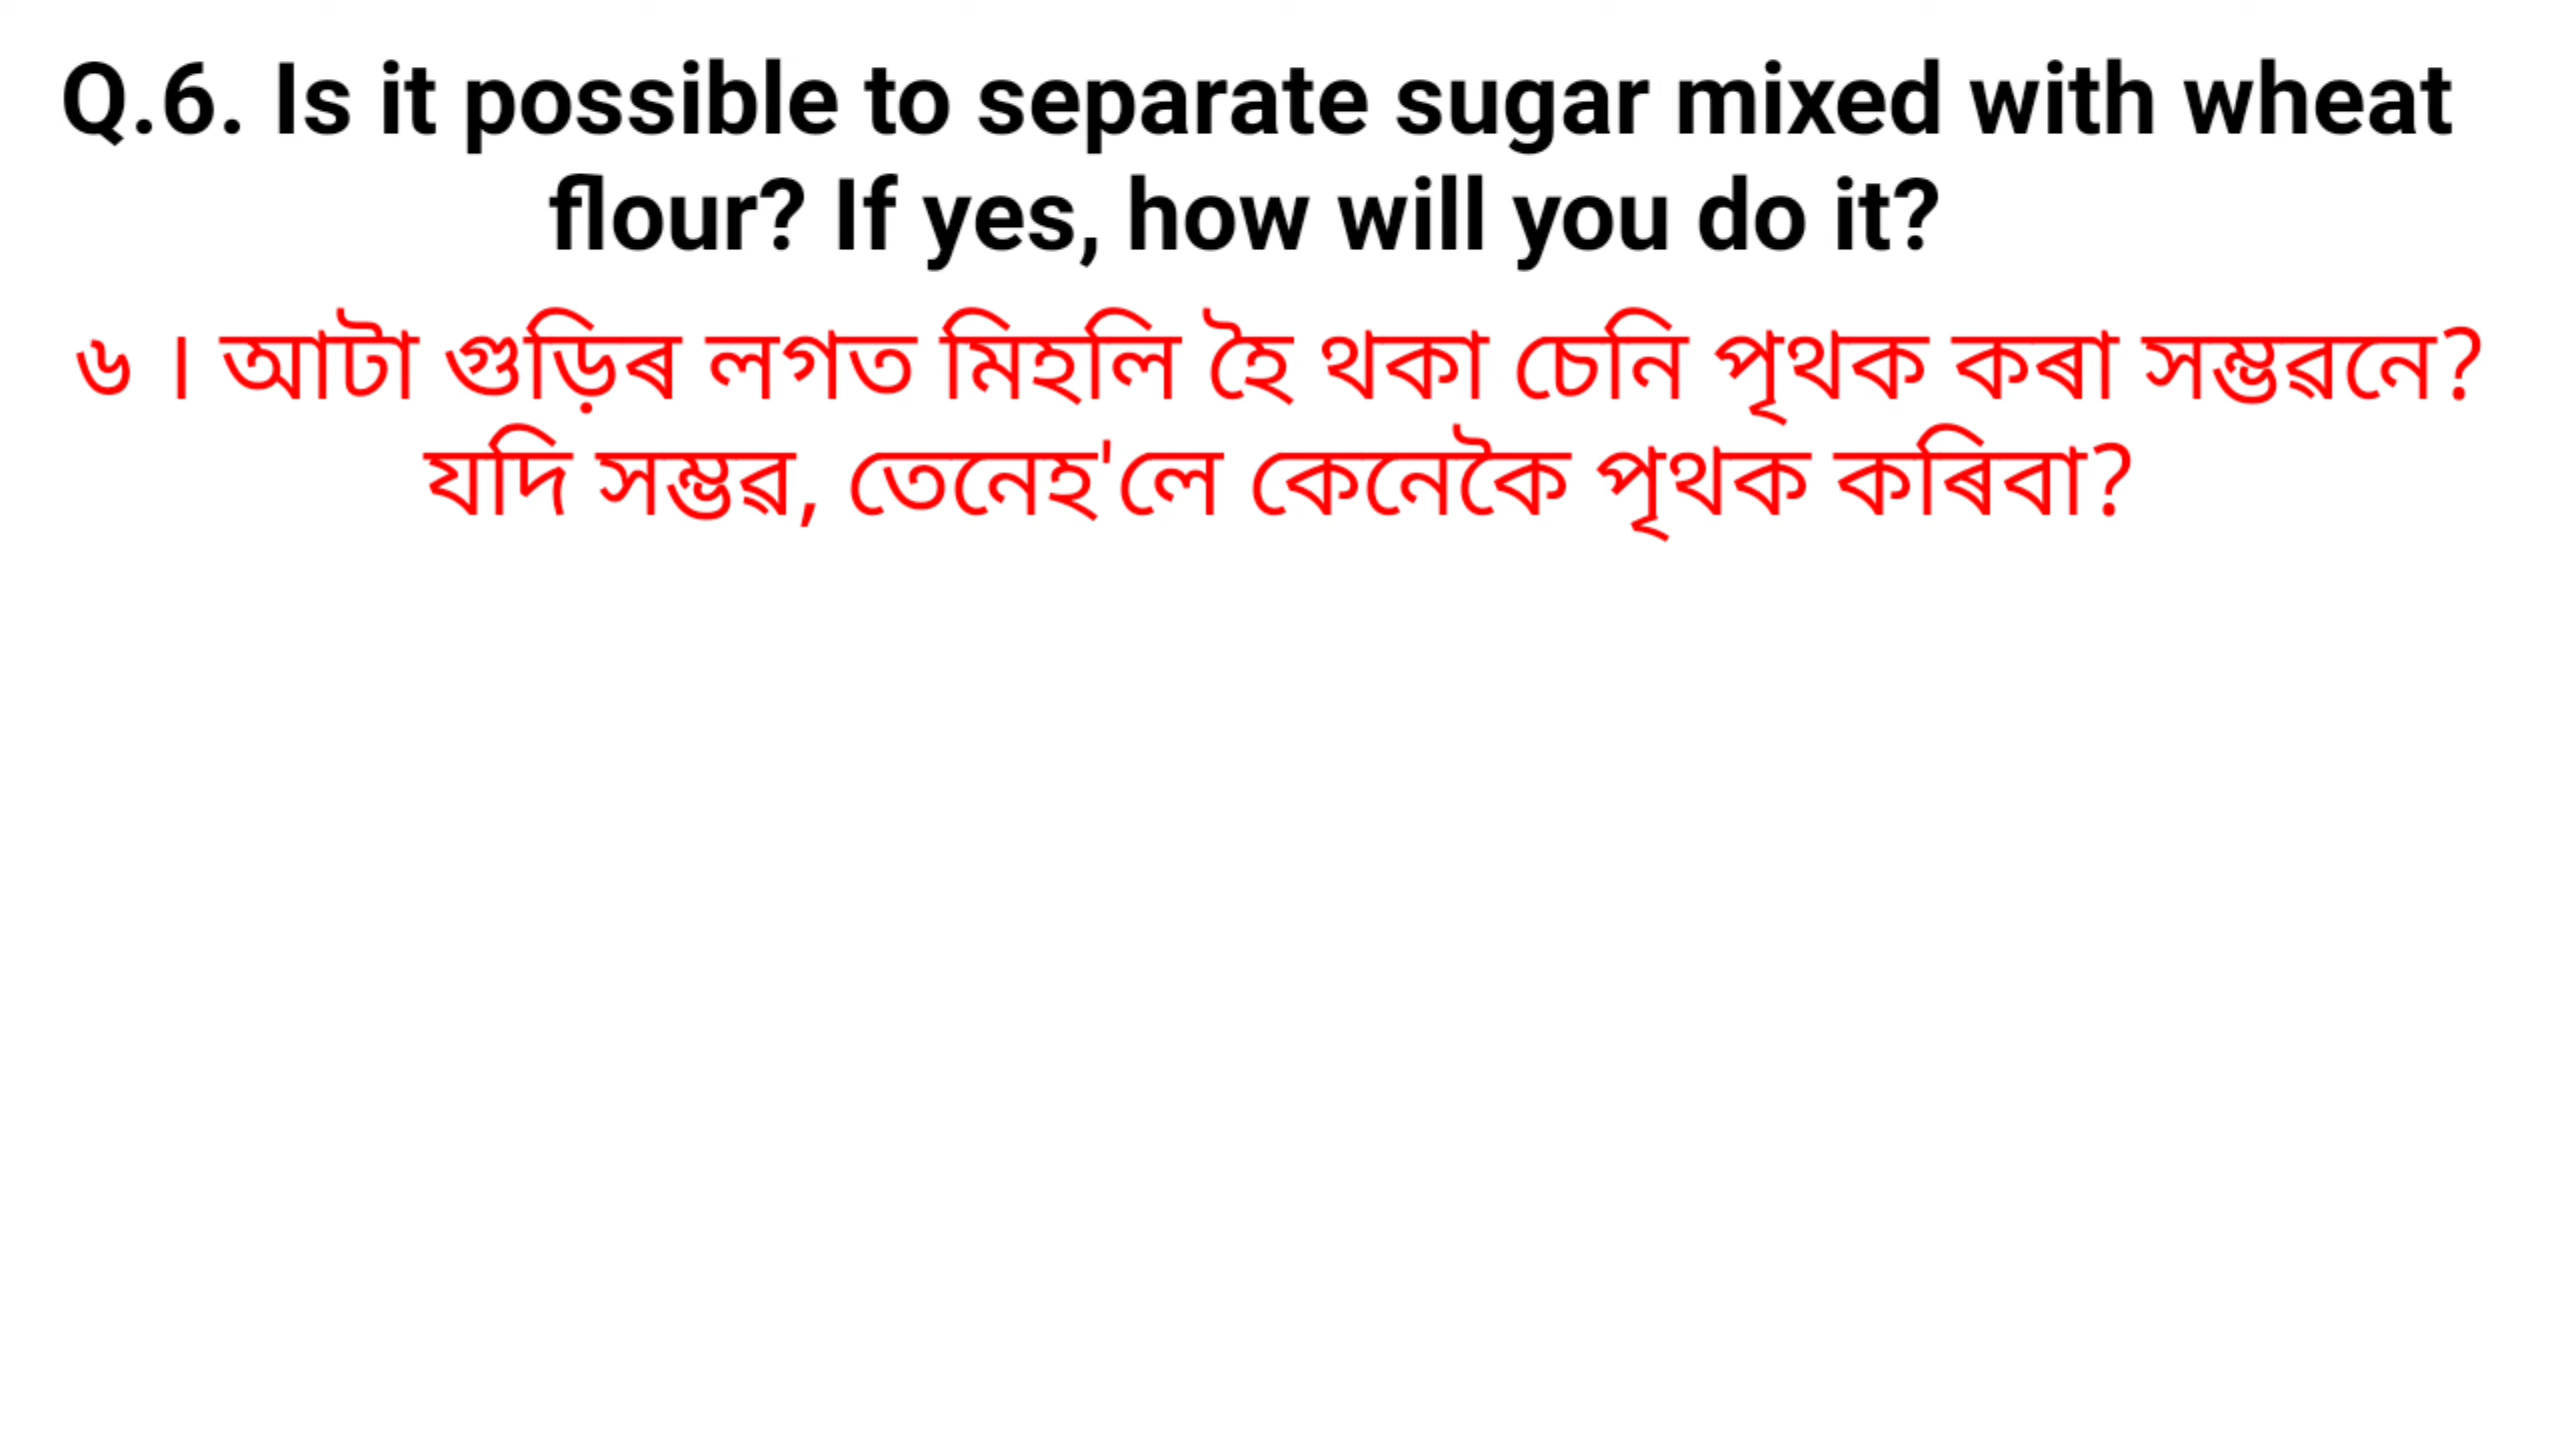 Q.6. Is it possible to separate sugar mixed with wheat
flour? If yes, how will you do it?
৬ । আটা গুড়িৰ লগত মিহলি হৈ থকা চেনি পৃথক কৰা সম্ভৱনে?
যদি সম্ভৱ, তেনেহ'লে কেনেকৈ পৃথক কৰিবা?